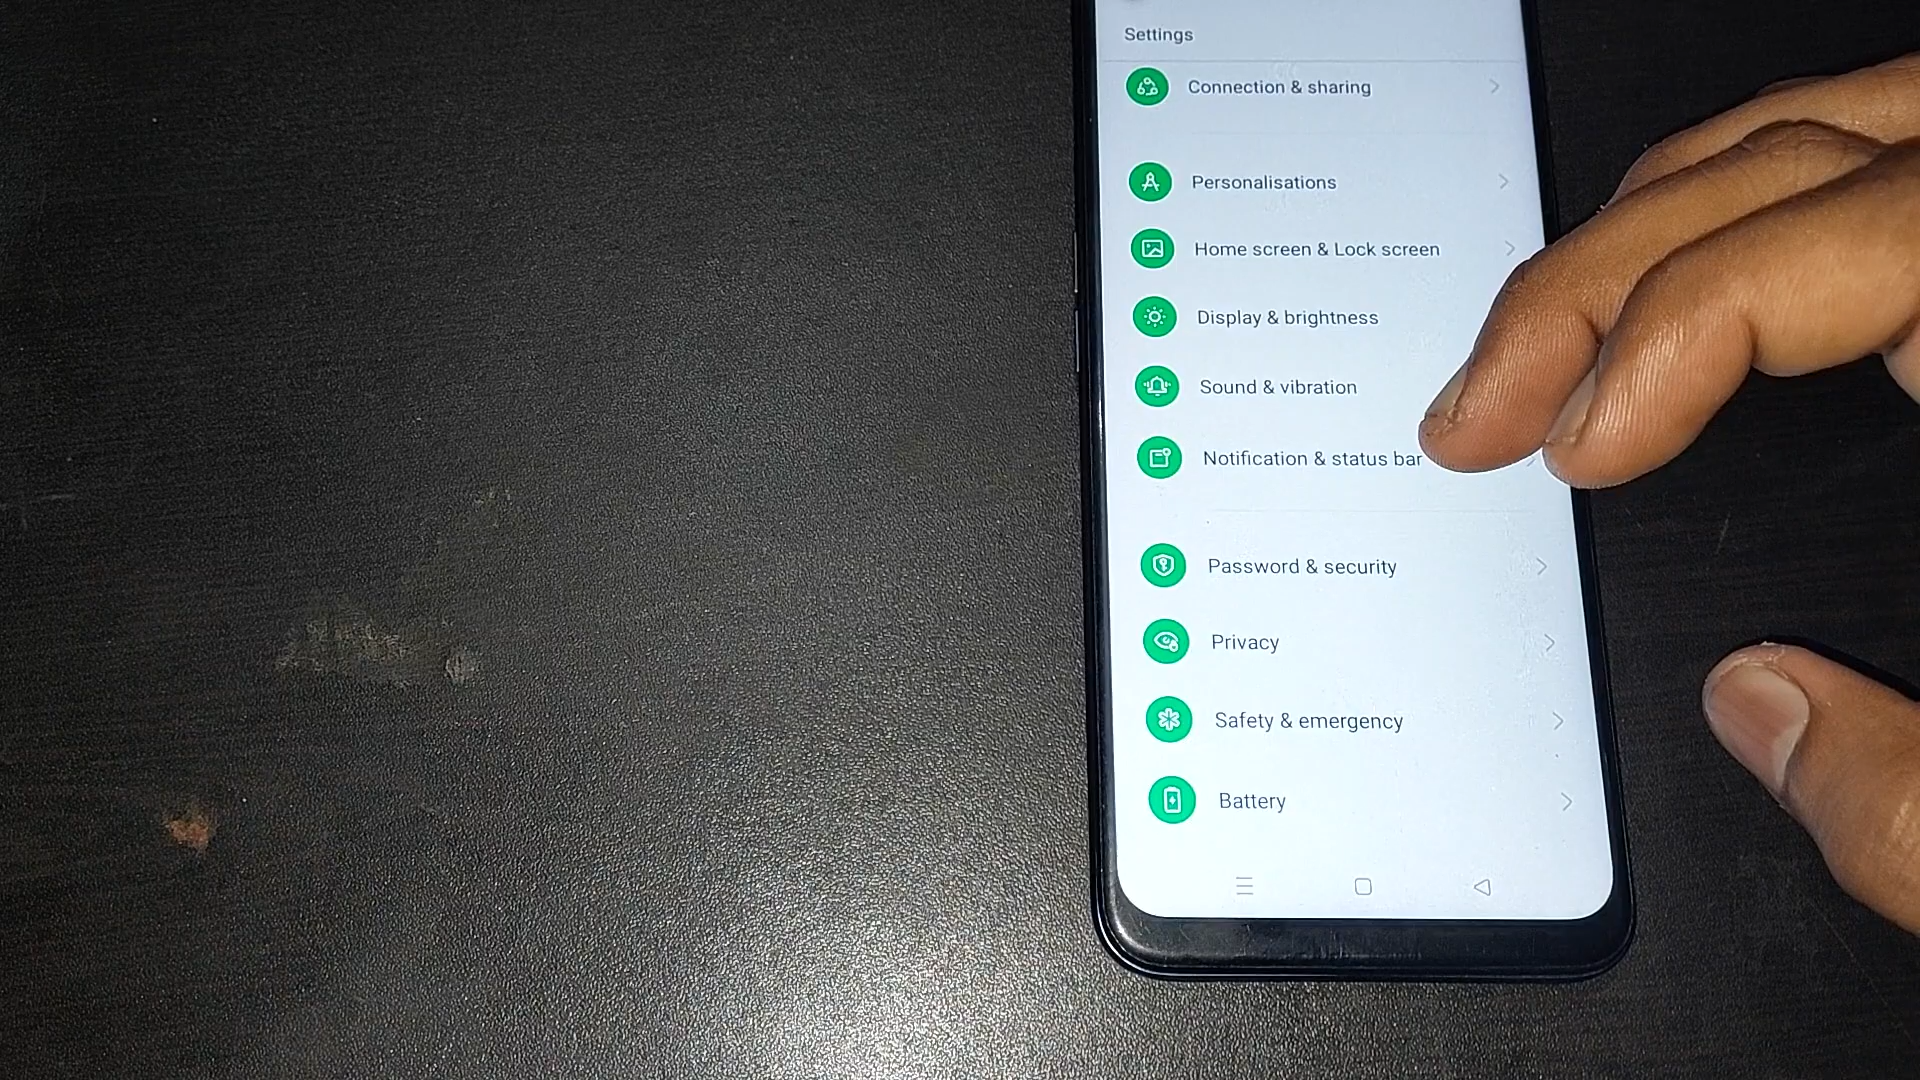 Settings
Connection & sharing
Personalisations
Home screen & Lock screen
Display & brightness
Sound & vibration
Notification & status bar
Password & security
Privacy
Safety & emergency
Battery